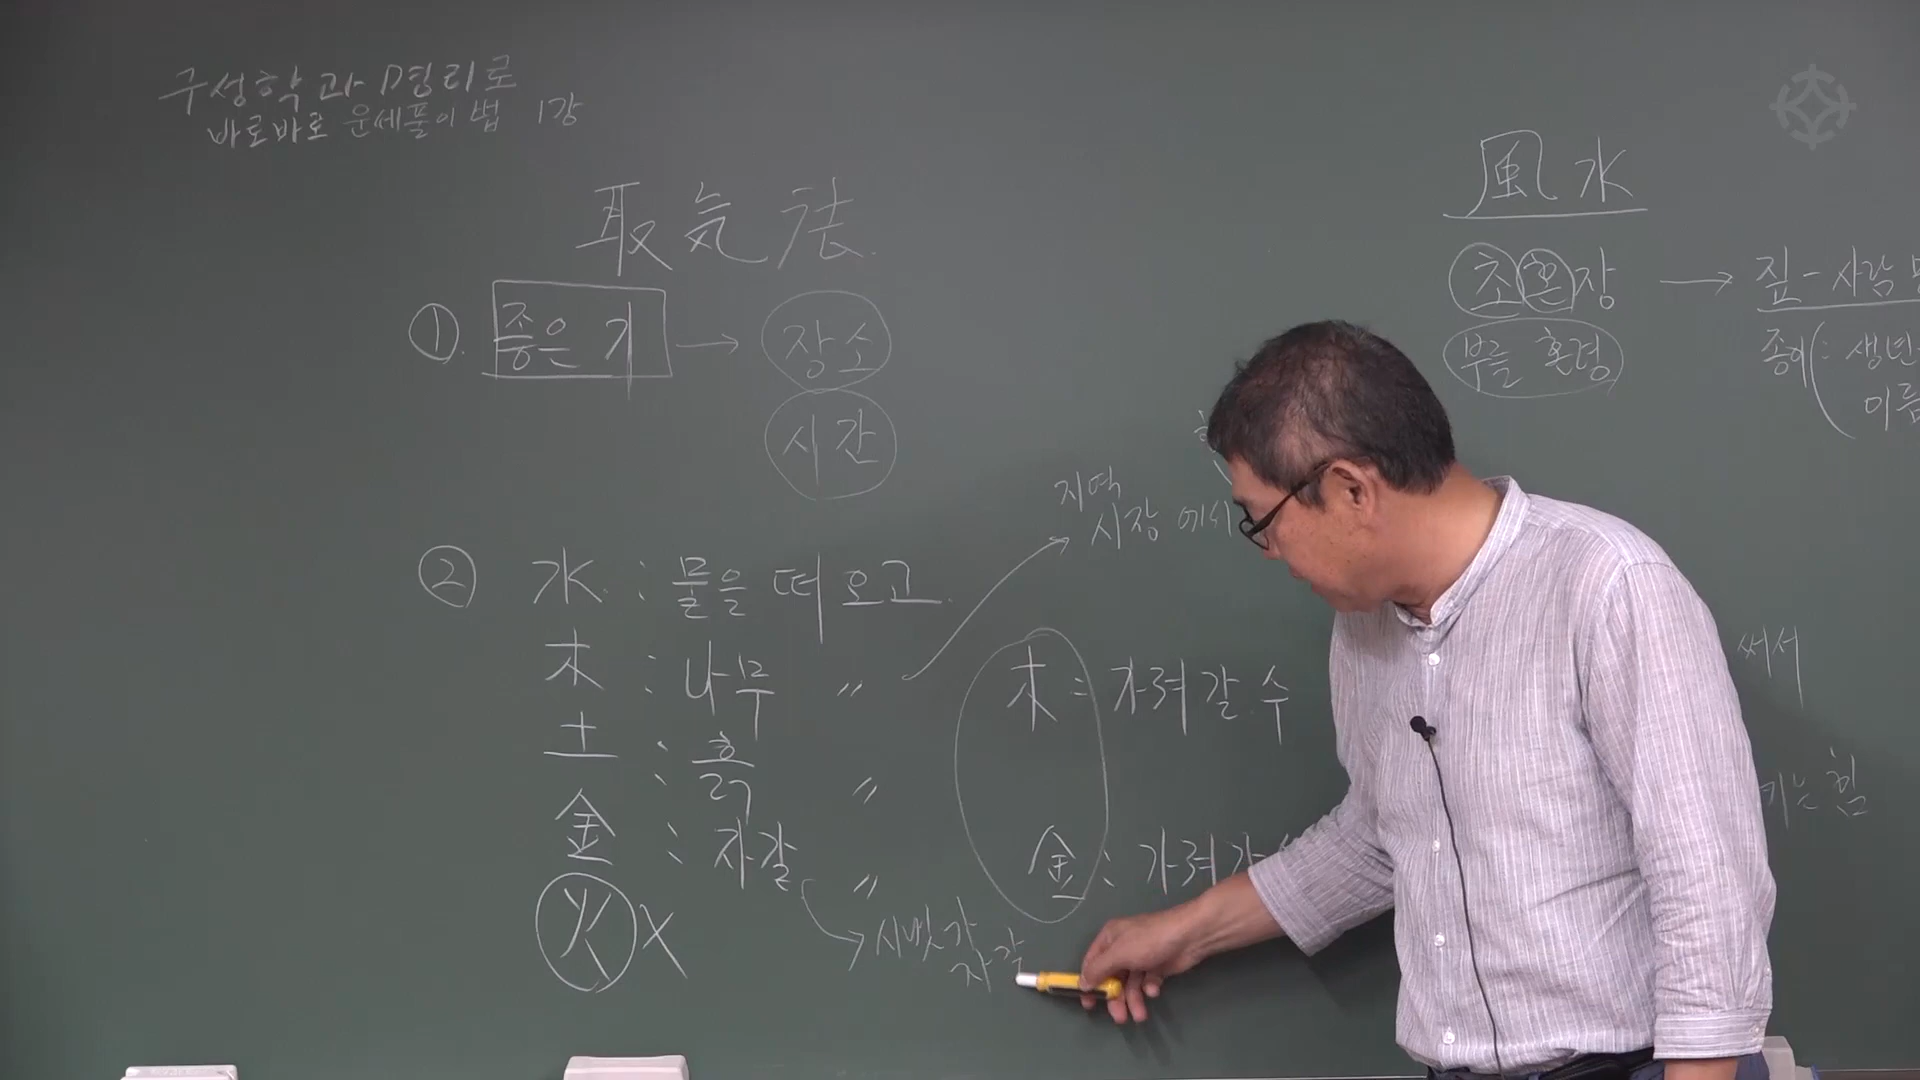 구성학과 명리로
바로바로 운세풀이법 1강
取気法
① 좋은 기 → 장소
시간
② 水 : 물을 떠오고
木 : 나무 〃
土 : 흙 〃
金 : 자갈 〃
火 X
지역
시장에서
시냇가
자갈
木 : 가려갈 수
金 : 가려갈
風水
초혼장 → 짚 - 사람
부를 혼령
종이 : 생년
이름
써서
키는 힘